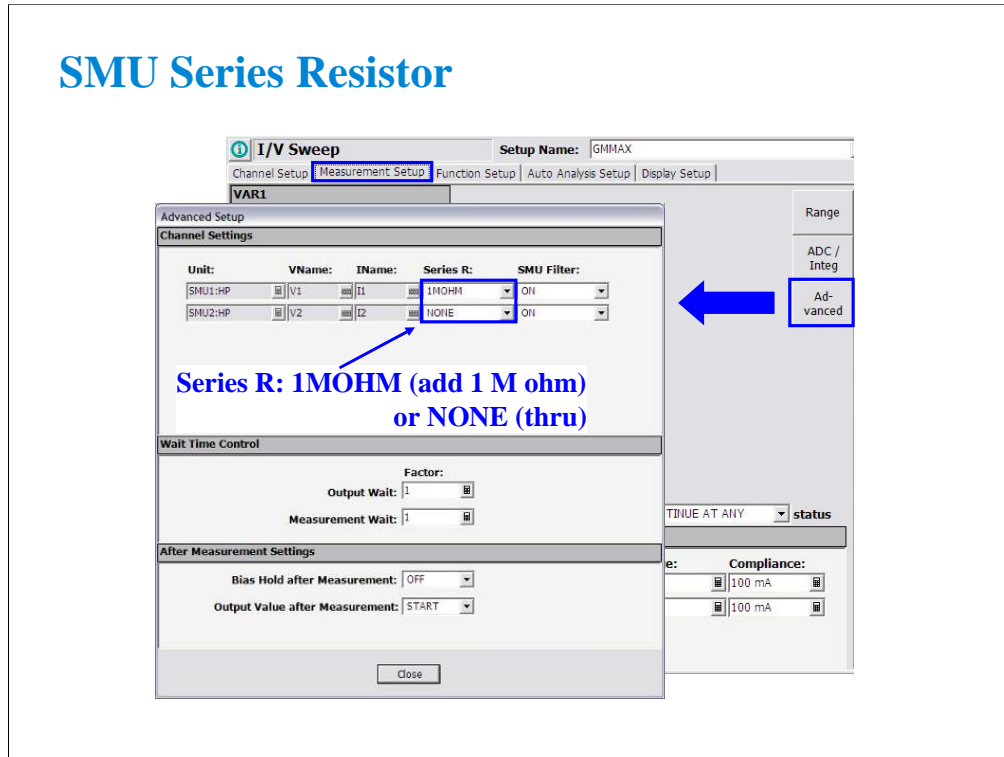 SMU Series Resistor
I/V Sweep Setup Name: GMMAX
Channel Setup Measurement Setup Function Setup Auto Analysis Setup Display Setup
VAR1
Range
ADC / Integ
Ad-
vanced
Advanced Setup
Channel Settings
Unit: VName: IName: Series R: SMU Filter:
SMU1:HP V1 I1 1MOHM ON
SMU2:HP V2 I2 NONE ON
Series R: 1MOHM (add 1 M ohm)
or NONE (thru)
Wait Time Control
Factor:
Output Wait: 1
Measurement Wait: 1
After Measurement Settings
Bias Hold after Measurement: OFF
Output Value after Measurement: START
Close
TINUE AT ANY status
e: Compliance:
100 mA
100 mA